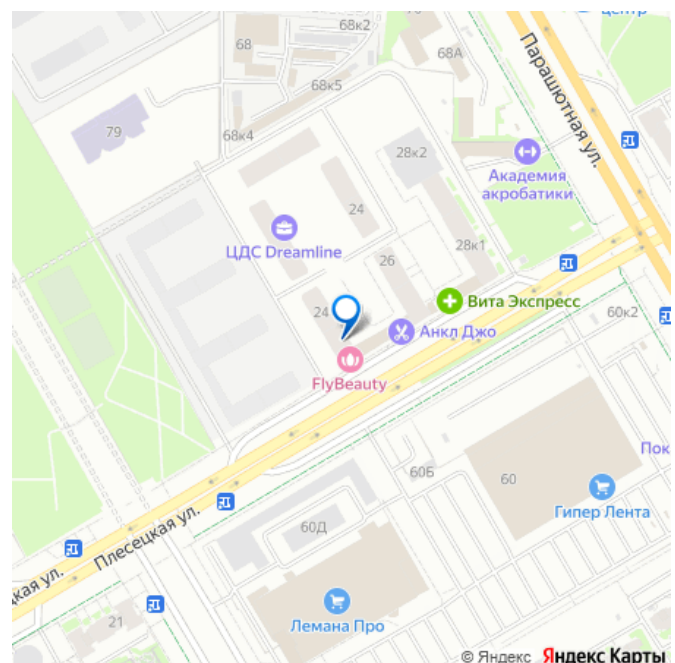 центр
68к2
68
68А
Парашютная ул.
68к5
79
68к4
28к2
Академия
акробатики
24
ЦДС Dreamline
28к1
26
Вита Экспресс
24
60к2
Анкл Джо
FlyBeauty
Пок
60Б
60
Гипер Лента
Плесецкая ул.
60Д
цкая ул.
21
Лемана Про
© Яндекс Яндекс Карты